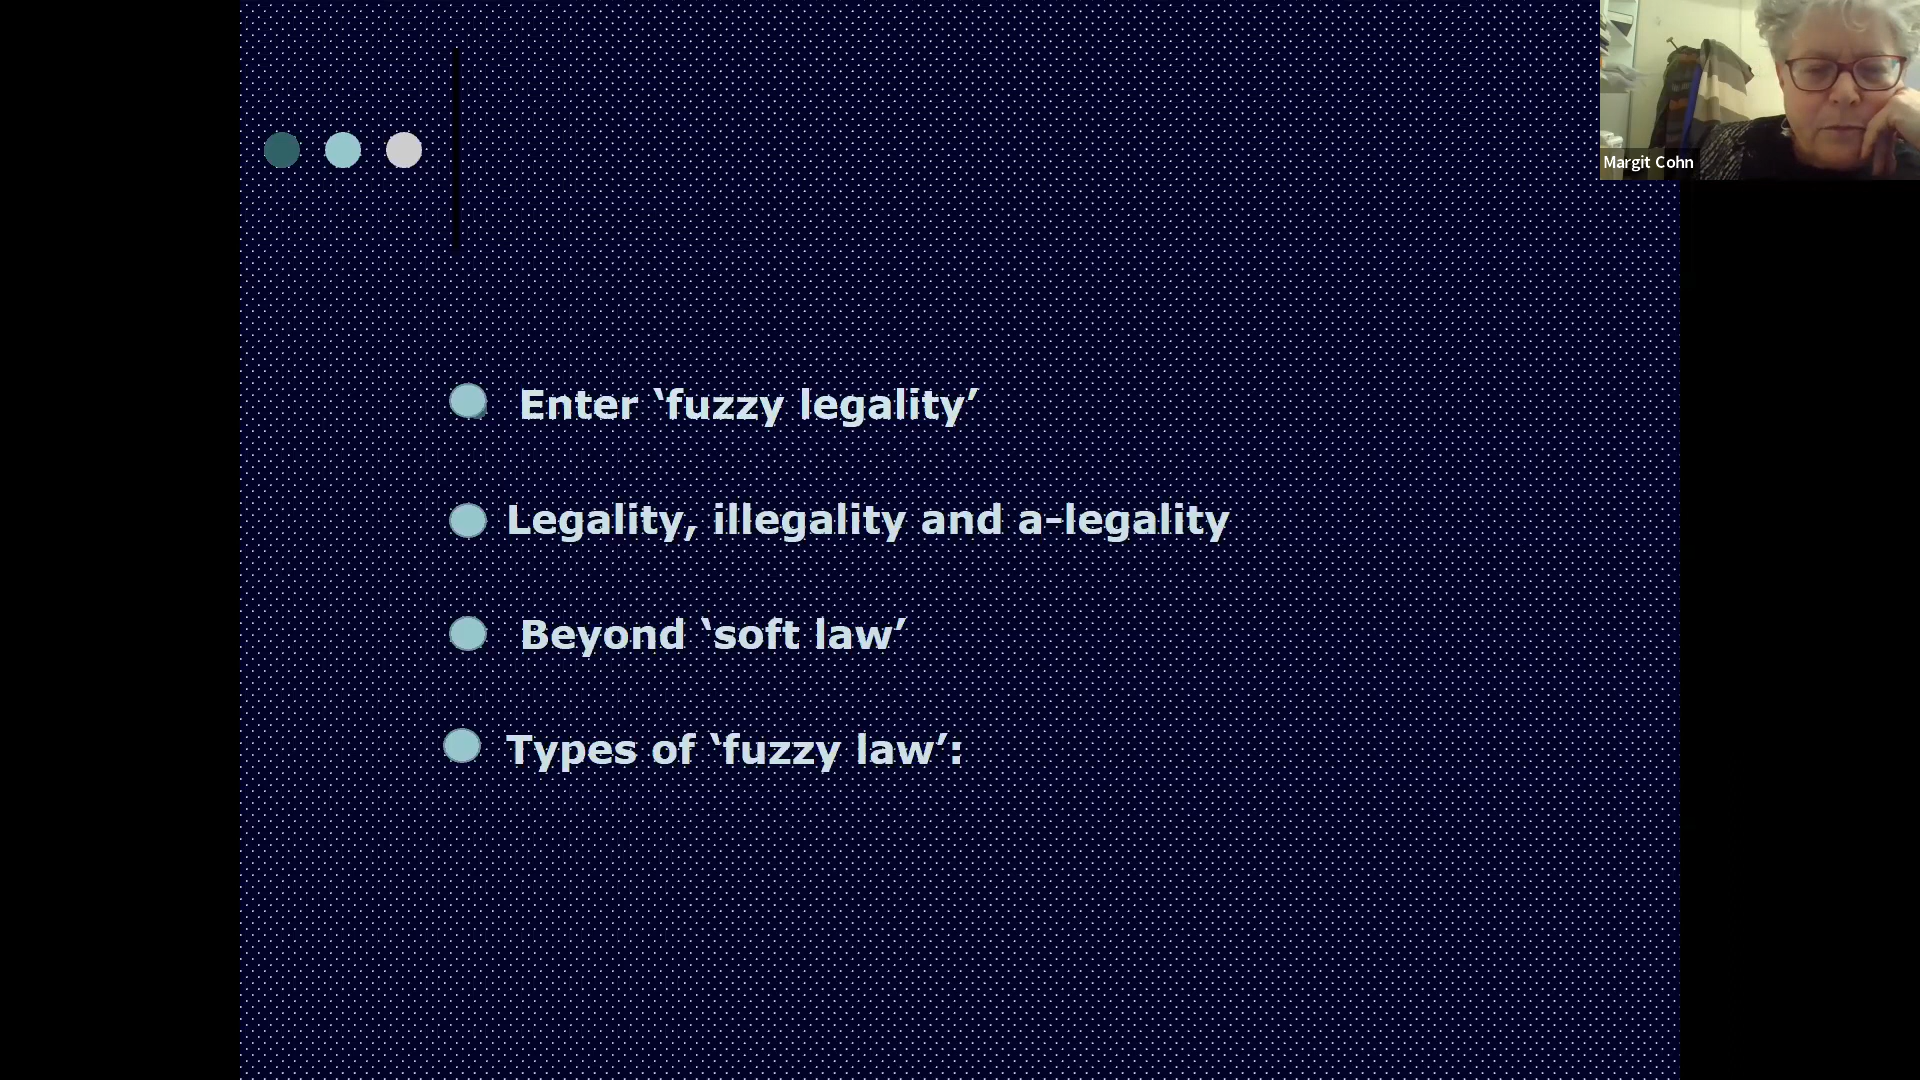 Margit Cohn
Enter ‘fuzzy legality’
Legality, illegality and a-legality
Beyond ‘soft law’
Types of ‘fuzzy law’: